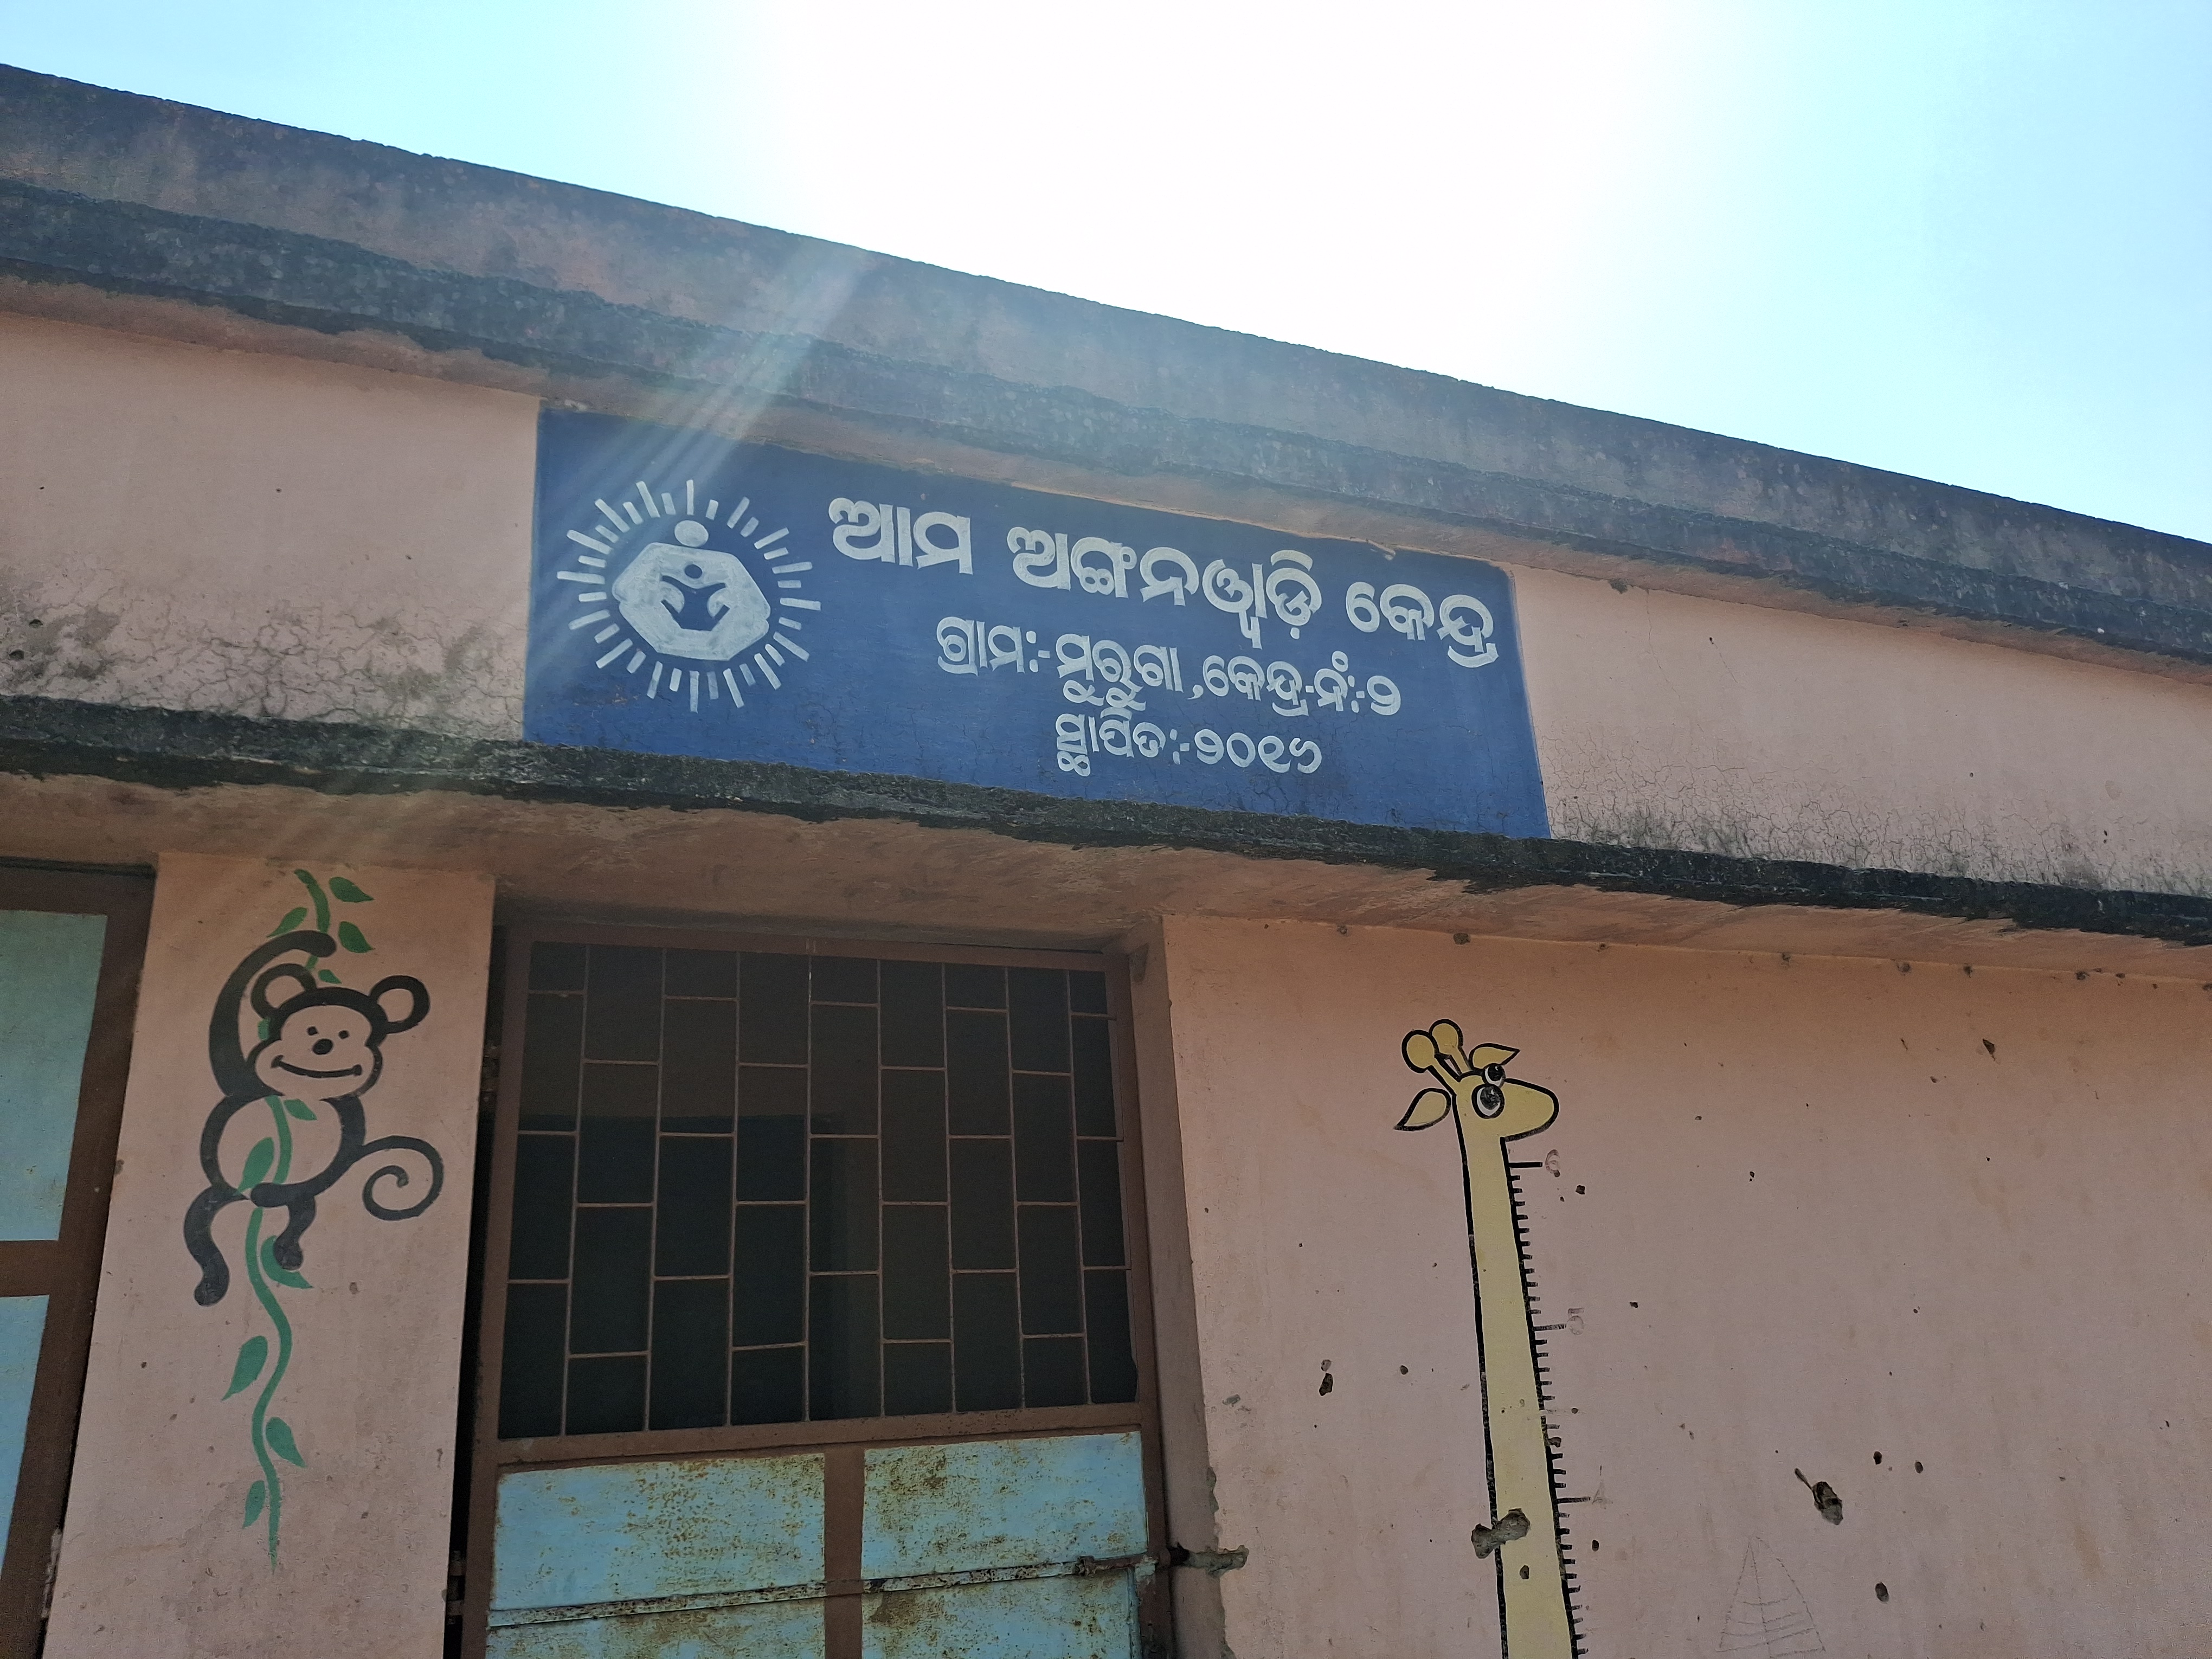 ଆମ ଅଙ୍ଗନୱାଡ଼ି କେନ୍ଦ୍ର
ଗ୍ରାମ:-ମୁରୁଗା,କେନ୍ଦ୍ର-ନଂ:-୨
ସ୍ଥାପିତ:-୨୦୧୬